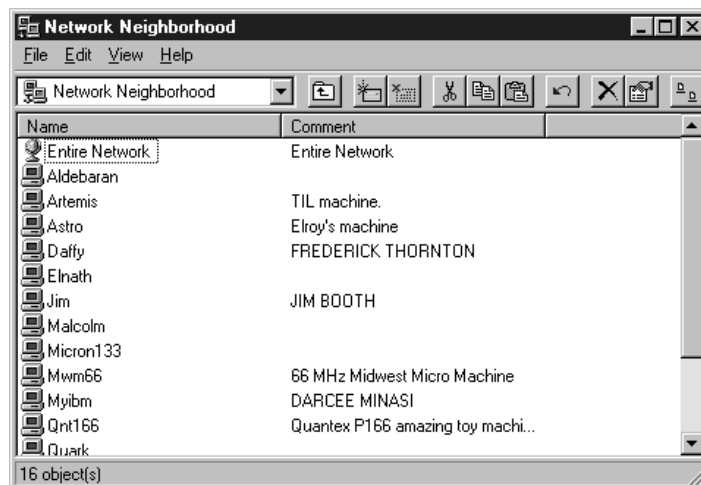 Network Neighborhood
File Edit View Help
Network Neighborhood
Name Comment
Entire Network Entire Network
Aldebaran
Artemis TIL machine.
Astro Elroy's machine
Daffy FREDERICK THORNTON
Elnath
Jim JIM BOOTH
Malcolm
Micron133
Mwm66 66 MHz Midwest Micro Machine
Myibm DARCEE MINASI
Qnt166 Quantex P166 amazing toy machi...
Quark
16 object(s)